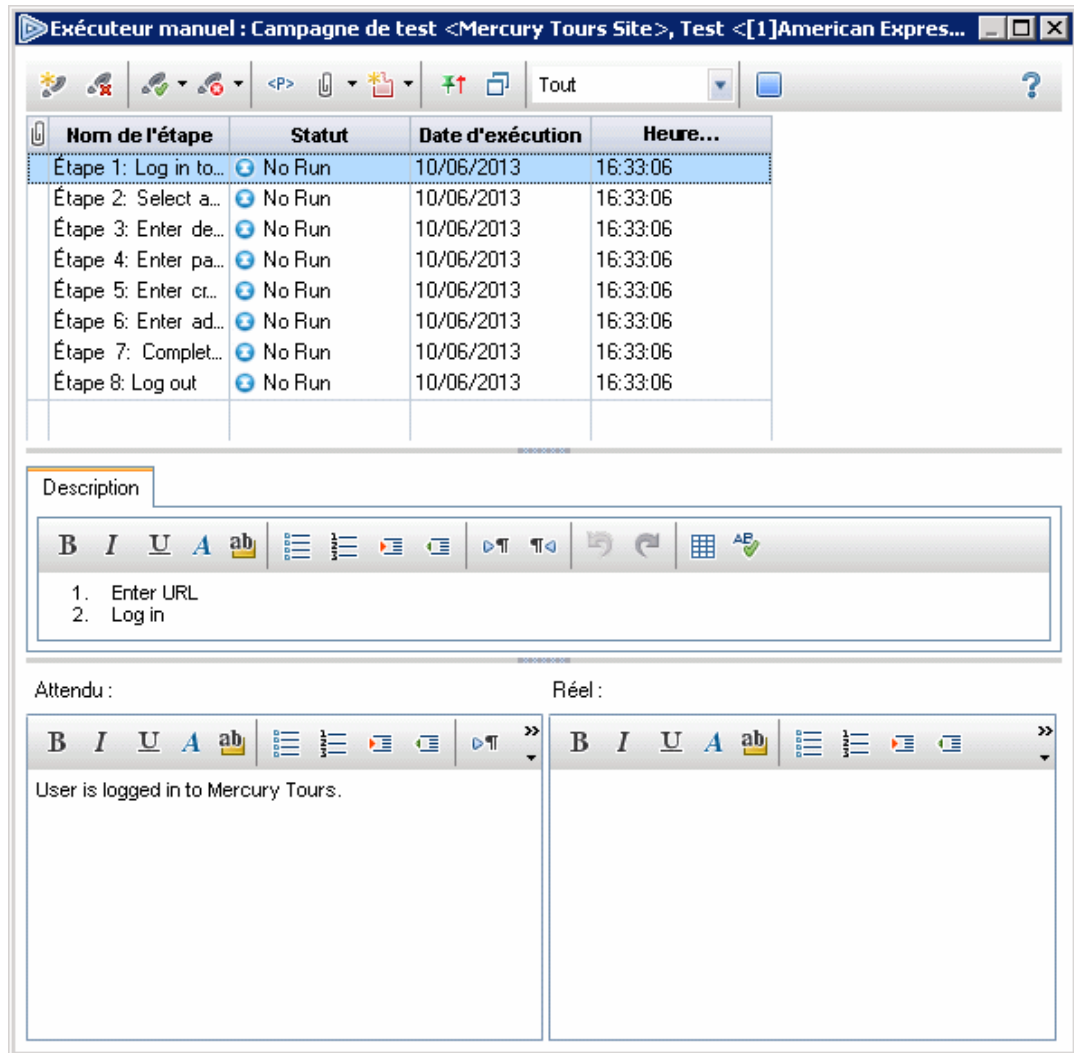 Exécuteur manuel : Campagne de test <Mercury Tours Site>, Test <[1]American Expres...
<P> Tout ?
Nom de l'étape Statut Date d'exécution Heure...
Étape 1: Log in to... No Run 10/06/2013 16:33:06
Étape 2: Select a... No Run 10/06/2013 16:33:06
Étape 3: Enter de... No Run 10/06/2013 16:33:06
Étape 4: Enter pa... No Run 10/06/2013 16:33:06
Étape 5: Enter cr... No Run 10/06/2013 16:33:06
Étape 6: Enter ad... No Run 10/06/2013 16:33:06
Étape 7: Complet... No Run 10/06/2013 16:33:06
Étape 8: Log out No Run 10/06/2013 16:33:06
Description
B I U A ab
1. Enter URL
2. Log in
Attendu : Réel :
B I U A ab B I U A ab
User is logged in to Mercury Tours.